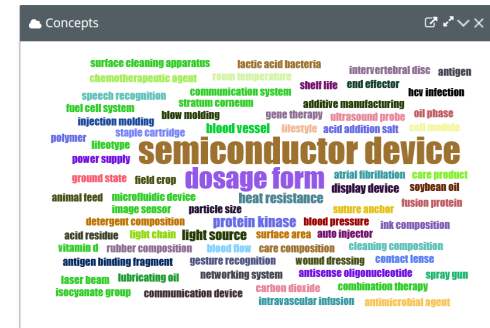 Concepts
surface cleaning apparatus lactic acid bacteria
chemotherapeutic agent room temperature intervertebral disc antigen
speech recognition communication system shelf life end effector hcv infection
fuel cell system stratum corneum additive manufacturing
injection molding blow molding gene therapy ultrasound probe oil phase
polymer staple cartridge blood vessel lifestyle acid addition salt cell module
lifeotype
power supply semiconductor device
ground state field crop dosage form atrial fibrillation care product
display device soybean oil
animal feed microfluidic device heat resistance
image sensor particle size suture anchor fusion protein
detergent composition protein kinase blood pressure ink composition
acid residue light chain light source surface area auto injector
vitamin d rubber composition blood flow care composition cleaning composition
antigen binding fragment gesture recognition wound dressing contact lens
laser beam lubricating oil networking system antisense oligonucleotide spray gun
isocyanate group communication device carbon dioxide combination therapy
intravascular infusion antimicrobial agent